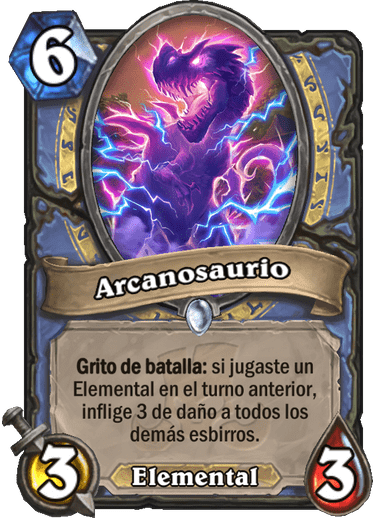 6
Arcanosaurio
Grito de batalla: si jugaste un
Elemental en el turno anterior,
inflige 3 de daño a todos los
demás esbirros.
3
Elemental
3